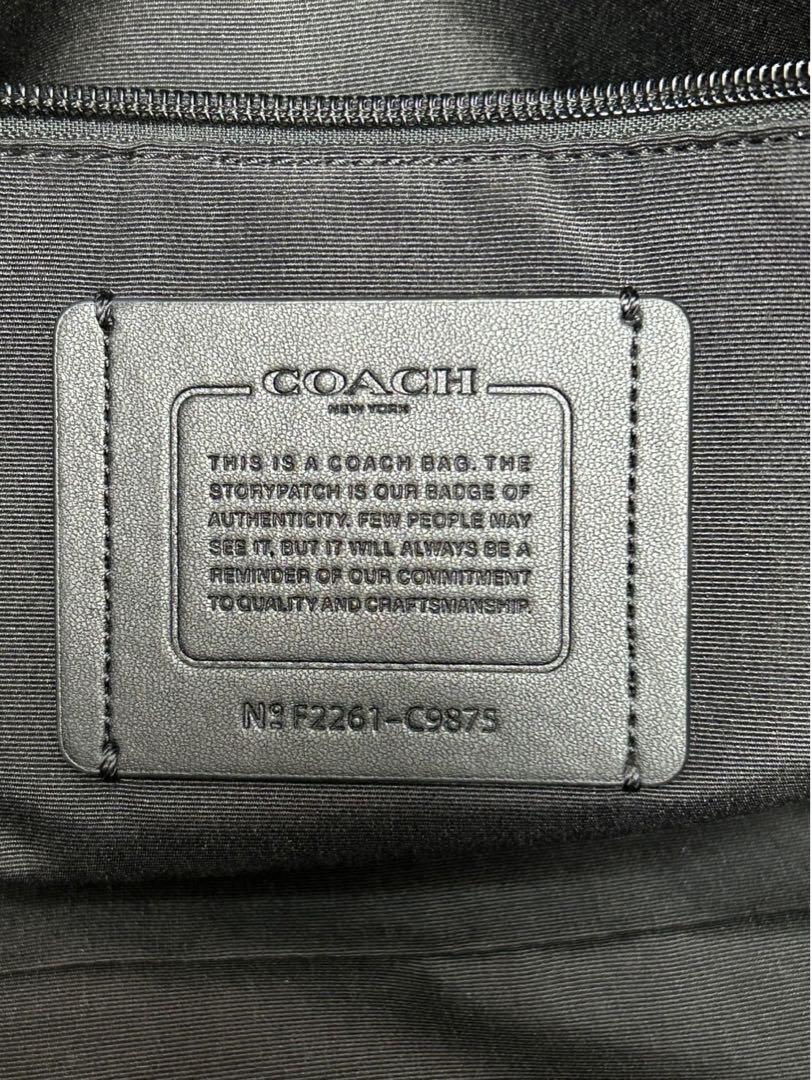 COACH
NEW YORK
THIS IS A COACH BAG. THE
STORYPATCH IS OUR BADGE OF
AUTHENTICITY. FEW PEOPLE MAY
SEE IT, BUT IT WILL ALWAYS BE A
REMINDER OF OUR COMMITMENT
TO QUALITY AND CRAFTSMANSHIP.
Nº F2261-C9875